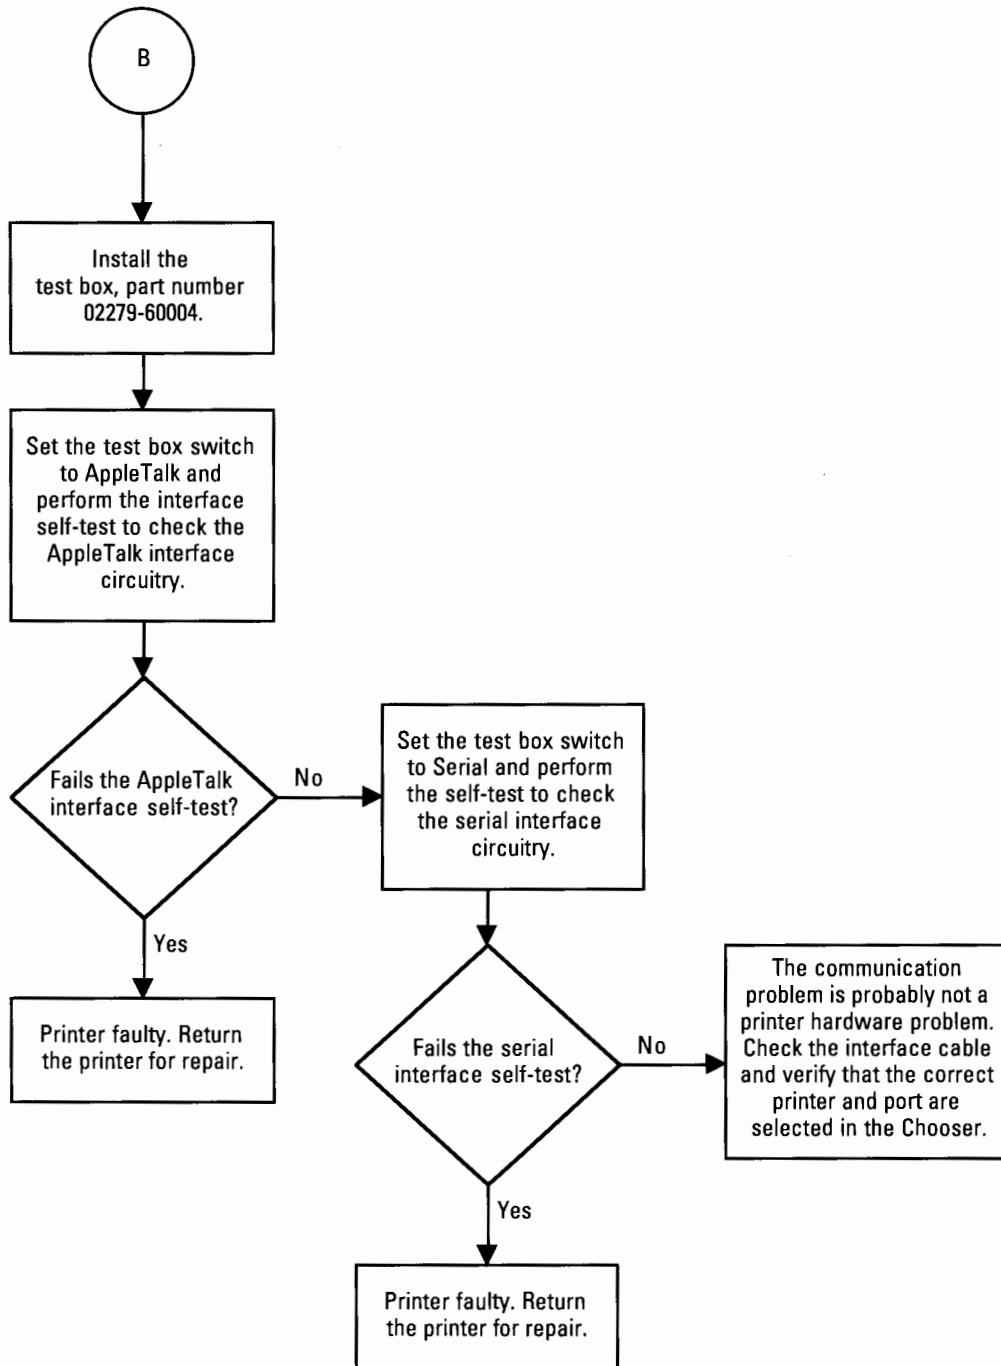 B
Install the
test box, part number
02279-60004.
Set the test box switch
to AppleTalk and
perform the interface
self-test to check the
AppleTalk interface
circuitry.
Fails the AppleTalk
interface self-test?
No
Set the test box switch
to Serial and perform
the self-test to check
the serial interface
circuitry.
Yes
Printer faulty. Return
the printer for repair.
Fails the serial
interface self-test?
No
The communication
problem is probably not a
printer hardware problem.
Check the interface cable
and verify that the correct
printer and port are
selected in the Chooser.
Yes
Printer faulty. Return
the printer for repair.